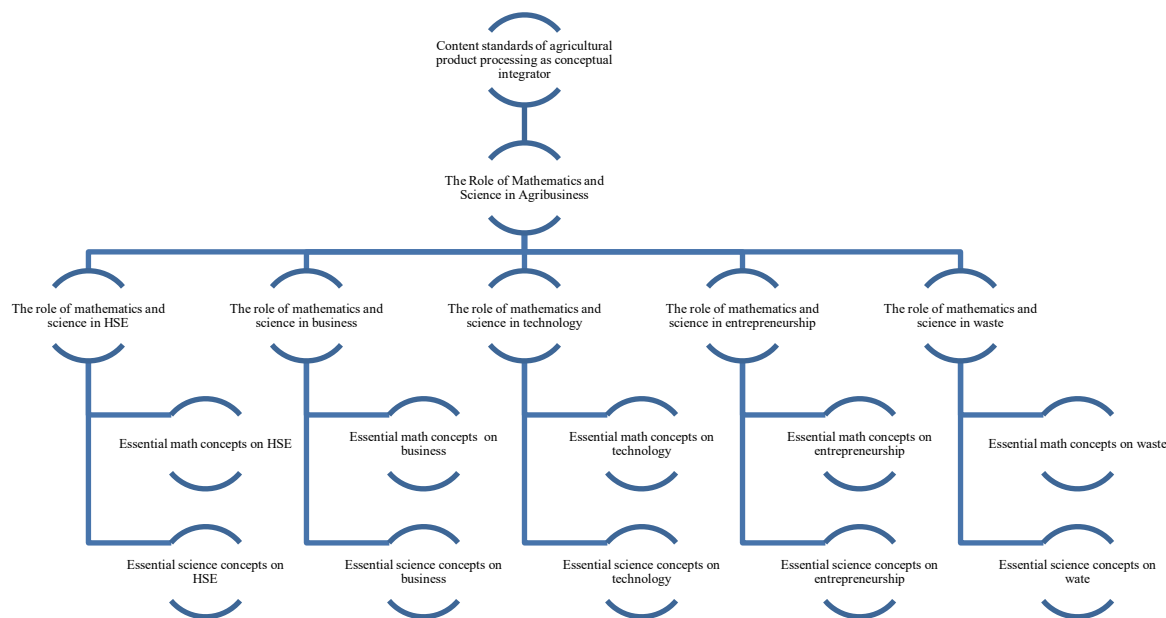 Content standards of agricultural
product processing as conceptual
integrator
The Role of Mathematics and
Science in Agribusiness
The role of mathematics and
science in HSE
The role of mathematics and
science in business
The role of mathematics and
science in technology
The role of mathematics and
science in entrepreneurship
The role of mathematics and
science in waste
Essential math concepts on HSE
Essential math concepts on
business
Essential math concepts on
technology
Essential math concepts on
entrepreneurship
Essential math concepts on waste
Essential science concepts on
HSE
Essential science concepts on
business
Essential science concepts on
technology
Essential science concepts on
entrepreneurship
Essential science concepts on
wate